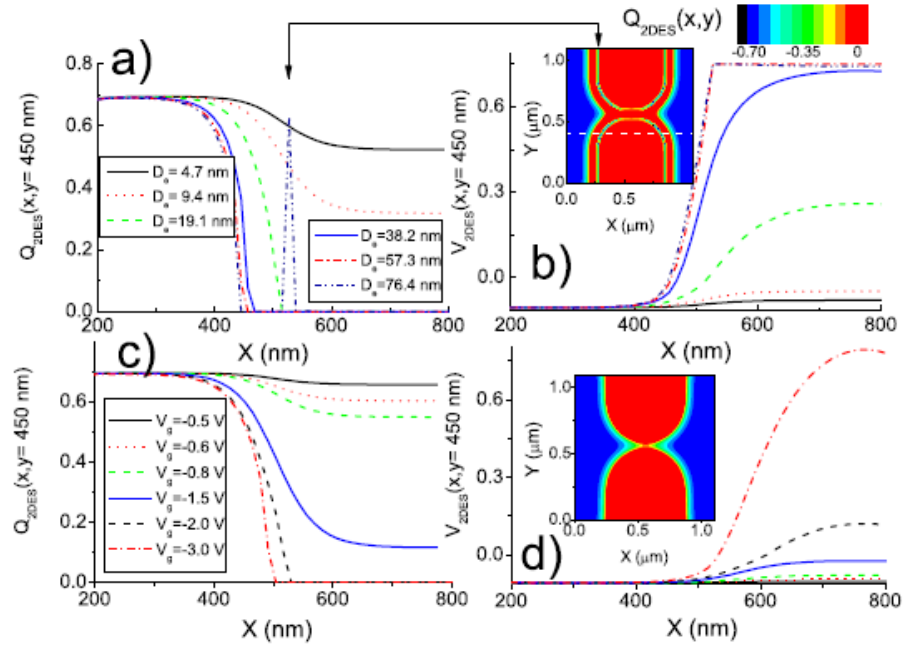 Q2DES(x,y)
-0.70 -0.35 0
a)
0.8
0.6
0.4
0.2
0.0
Q2DES(x,y= 450 nm)
D = 4.7 nm
D = 9.4 nm
D =19.1 nm
D =38.2 nm
D =57.3 nm
D =76.4 nm
200 400 600 800
X (nm)
b)
0.6
0.3
0.0
V2DES(x,y= 450 nm)
1.0
0.5
0.0
Y (µm)
0.0 0.5 1.0
X (µm)
200 400 600 800
X (nm)
c)
0.6
0.4
0.2
0.0
Q2DES(x,y= 450 nm)
Vg=-0.5 V
Vg=-0.6 V
Vg=-0.8 V
Vg=-1.5 V
Vg=-2.0 V
Vg=-3.0 V
200 400 600 800
X (nm)
d)
0.6
0.3
0.0
V2DES(x,y= 450 nm)
1.0
0.5
0.0
Y (µm)
0.0 0.5 1.0
X (µm)
200 400 600 800
X (nm)